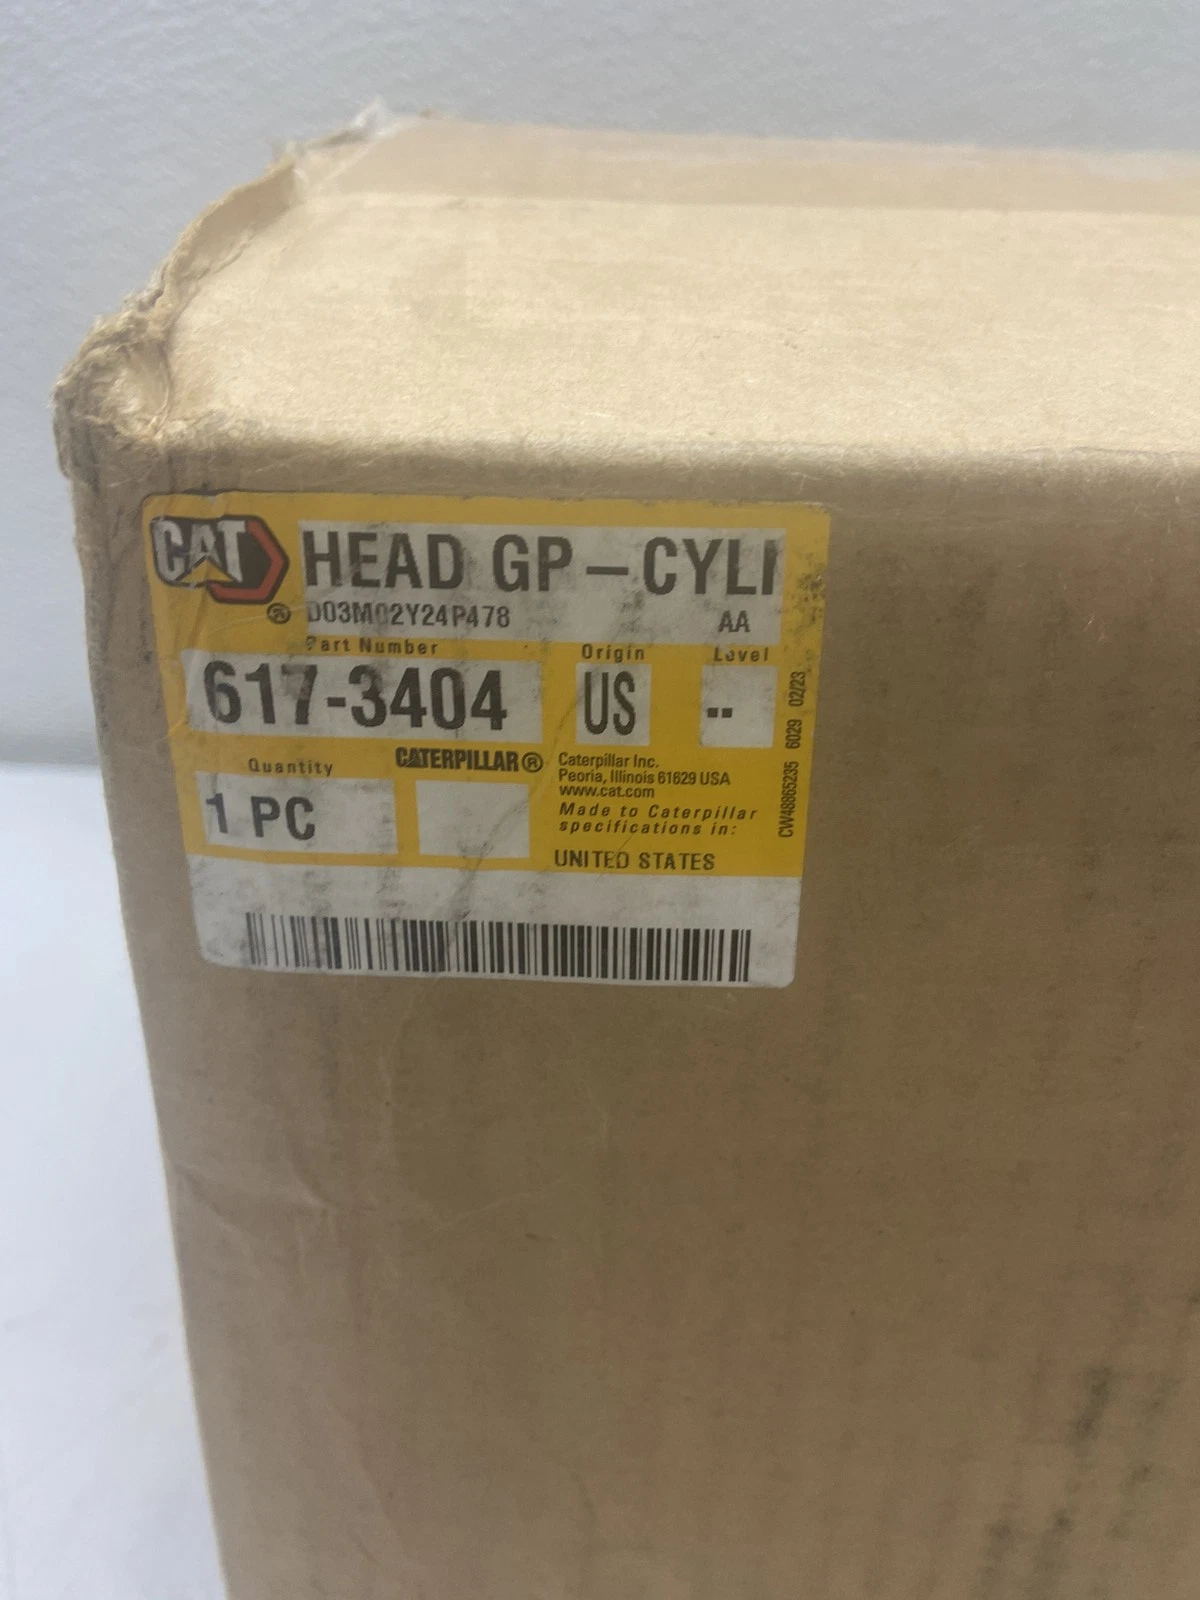 CAT
HEAD GP-CYLI
® D03M02Y24P478 AA
Part Number Origin Level
617-3404 US --
Quantity CATERPILLAR®
1 PC
Caterpillar Inc.
Peoria, Illinois 61629 USA
www.cat.com
Made to Caterpillar
specifications in:
UNITED STATES
CW48865235 6029 02/23